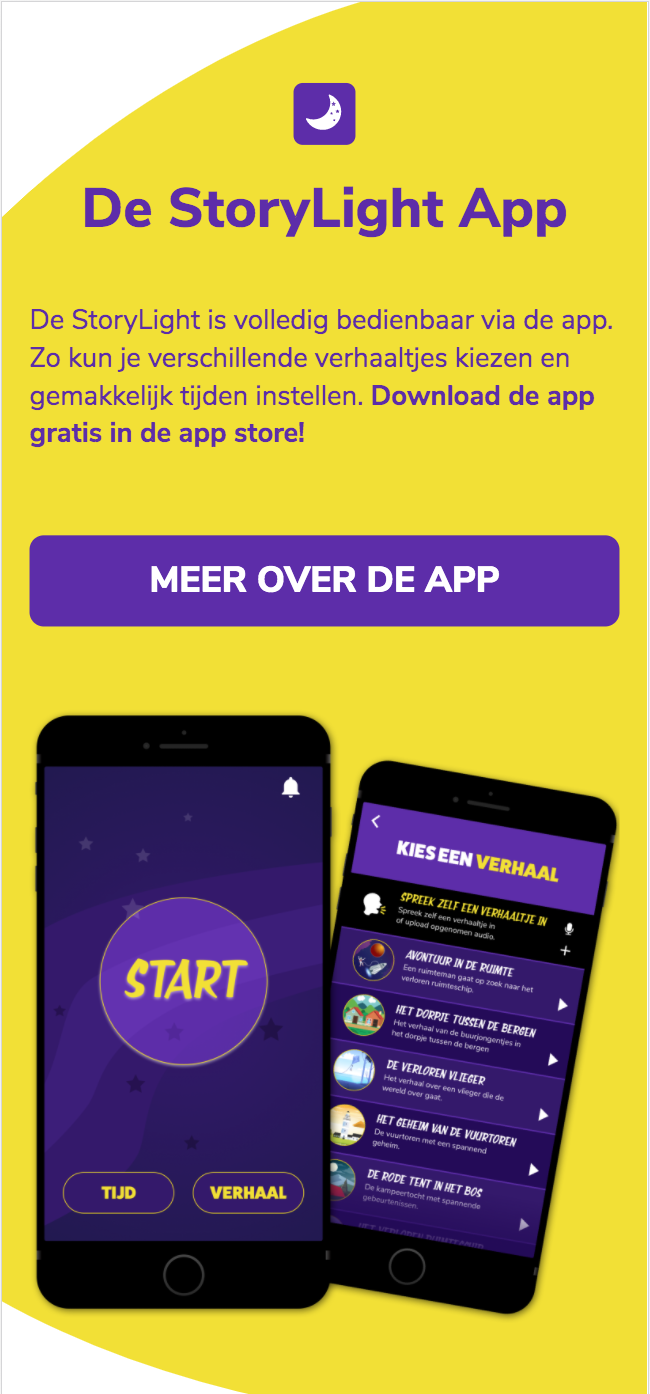 De StoryLight App
De StoryLight is volledig bedienbaar via de app.
Zo kun je verschillende verhaaltjes kiezen en
gemakkelijk tijden instellen. Download de app
gratis in de app store!
MEER OVER DE APP
START
TIJD
VERHAAL
KIES EEN VERHAAL
SPREEK ZELF EEN VERHAALTJE IN
Spreek zelf een verhaaltje in
of upload opgenomen audio.
AVONTUUR IN DE RUIMTE
Een ruimteman gaat op zoek naar het
verloren ruimteschip.
HET DORPJE TUSSEN DE BERGEN
Het verhaal van de buurjongentjes in
het dorpje tussen de bergen
DE VERLOREN VLIEGER
Het verhaal over een vlieger die de
wereld over gaat.
HET GEHEIM VAN DE VUURTOREN
De vuurtoren met een spannend
geheim.
DE RODE TENT IN HET BOS
De kampeertocht met spannende
gebeurtenissen.
HET VERLOREN